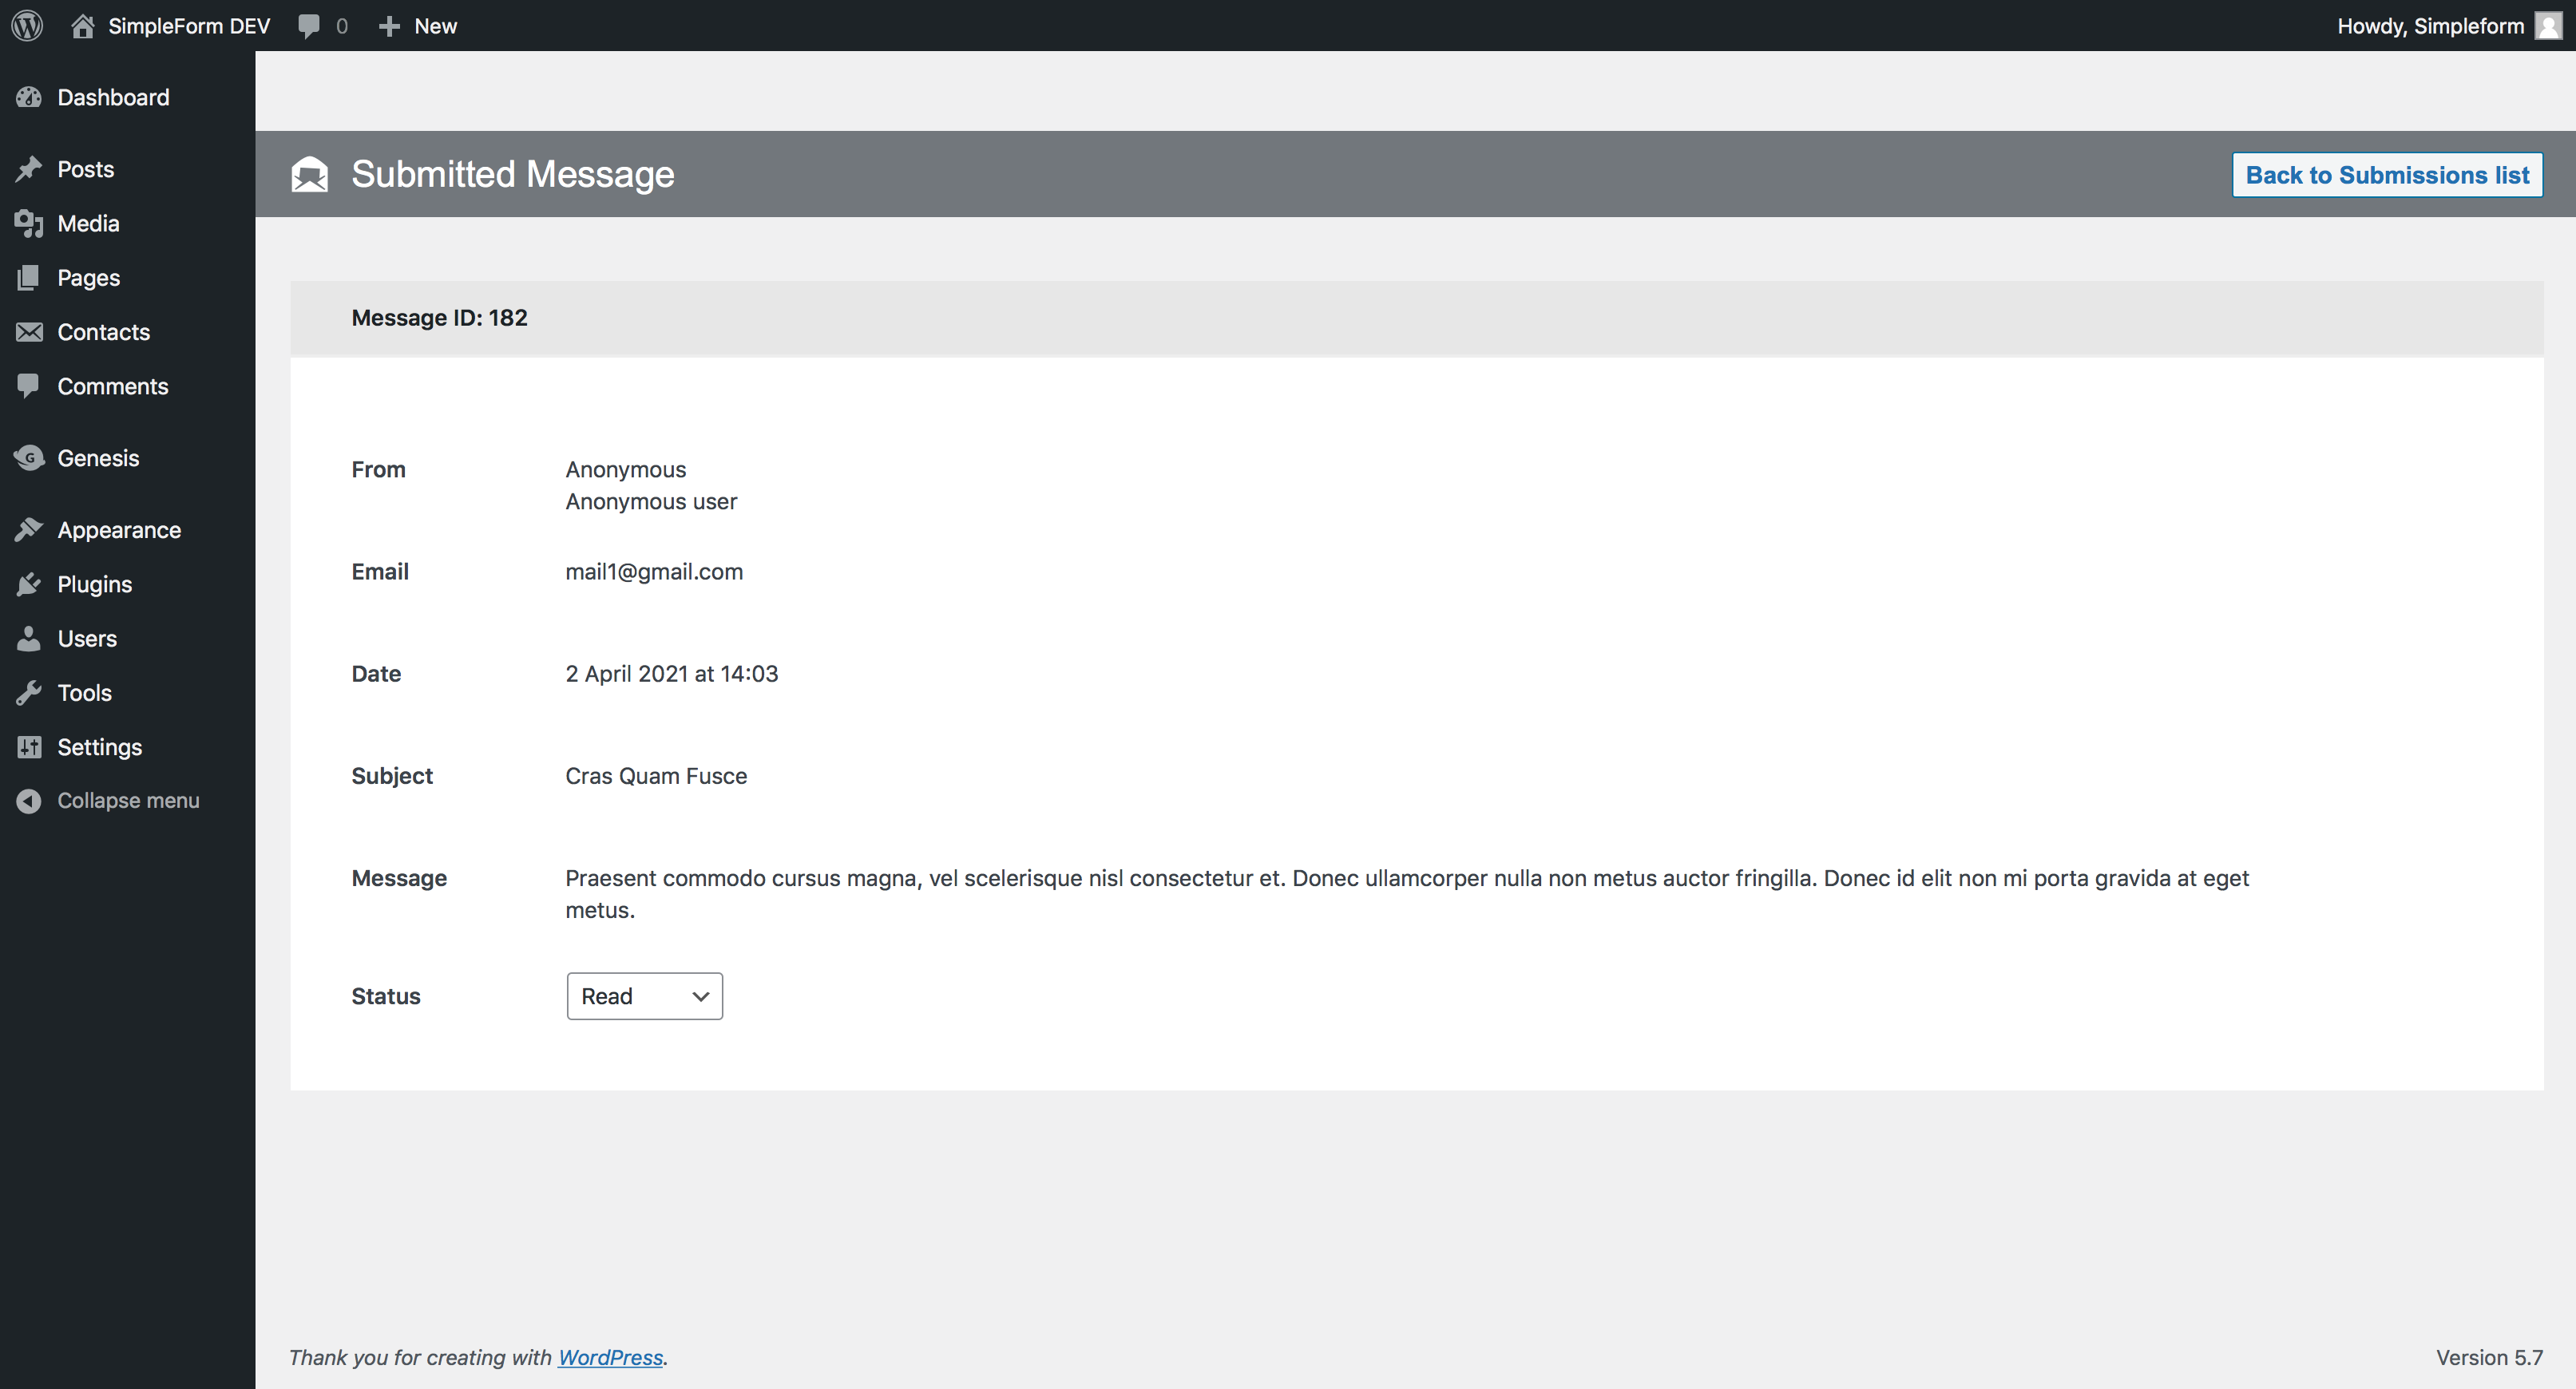 SimpleForm DEV 0 New Howdy, Simpleform
Dashboard
Posts
Media
Pages
Contacts
Comments
Genesis
Appearance
Plugins
Users
Tools
Settings
Collapse menu
Submitted Message Back to Submissions list
Message ID: 182
From Anonymous
Anonymous user
Email mail1@gmail.com
Date 2 April 2021 at 14:03
Subject Cras Quam Fusce
Message Praesent commodo cursus magna, vel scelerisque nisl consectetur et. Donec ullamcorper nulla non metus auctor fringilla. Donec id elit non mi porta gravida at eget
metus.
Status Read
Thank you for creating with WordPress. Version 5.7